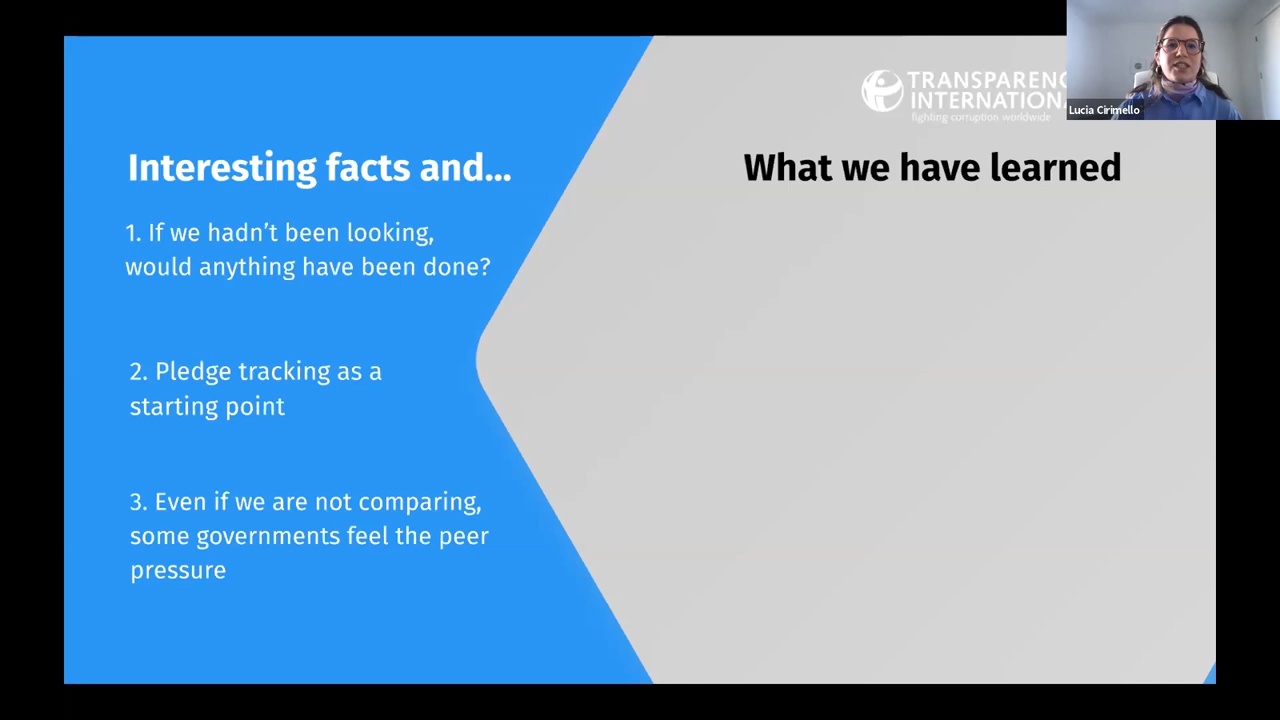 TRANSPARENC
INTERNATIONA
fighting corruption worldwide
Lucia Cirimello
Interesting facts and...
1. If we hadn’t been looking,
would anything have been done?
2. Pledge tracking as a
starting point
3. Even if we are not comparing,
some governments feel the peer
pressure
What we have learned